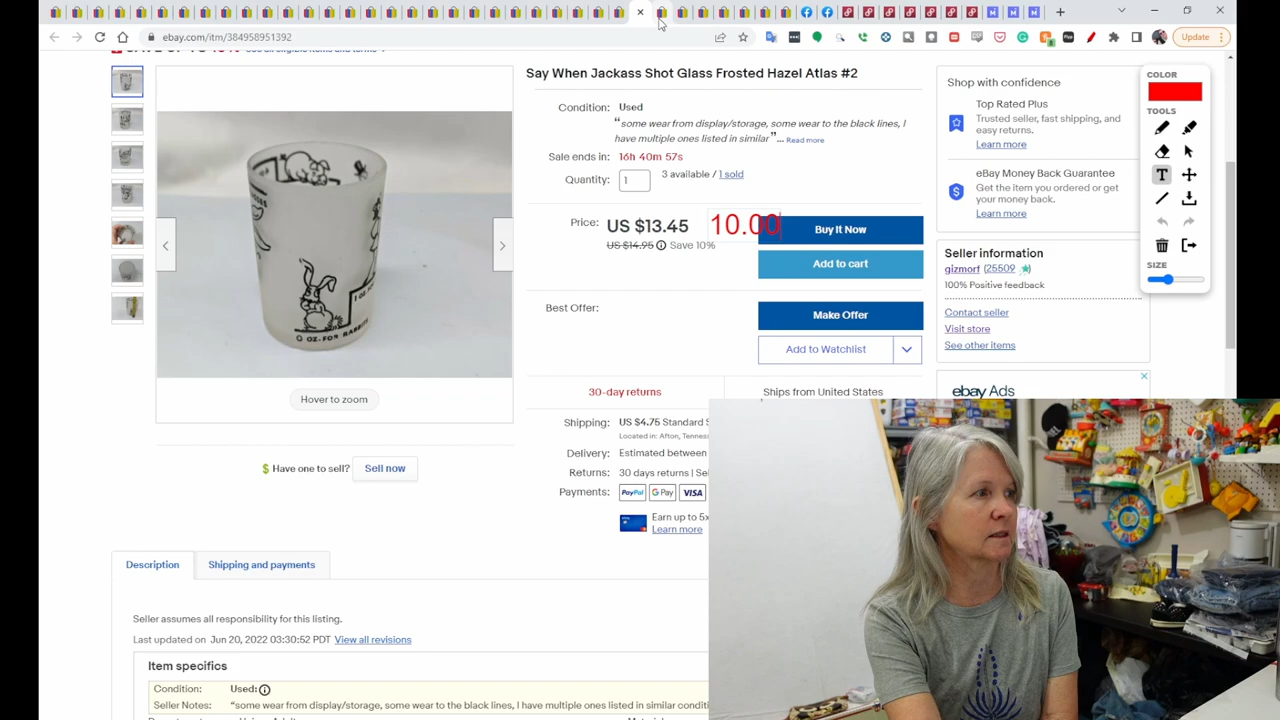 ebay.com/itm/384958951392
Update
Say When Jackass Shot Glass Frosted Hazel Atlas #2
Condition: Used
“some wear from display/storage, some wear to the black lines, I
have multiple ones listed in similar ”... Read more
Sale ends in: 16h 40m 57s
Quantity: 1 3 available / 1 sold
Price: US $13.45 10.00 Buy It Now
US $14.95 Save 10%
Add to cart
Best Offer: Make Offer
Add to Watchlist
30-day returns Ships from United States
Shipping: US $4.75 Standard S
Located in: Afton, Tennes
Delivery: Estimated between
Returns: 30 days returns | Sel
Payments: PayPal G Pay VISA
Earn up to 5x
Learn more
O OZ.-FOR RABBITS
Hover to zoom
Have one to sell? Sell now
Shop with confidence
Top Rated Plus
Trusted seller, fast shipping, and
easy returns.
Learn more
eBay Money Back Guarantee
Get the item you ordered or get
your money back.
Learn more
Seller information
gizmorf (25509)
100% Positive feedback
Contact seller
Visit store
See other items
ebay Ads
COLOR
TOOLS
T
SIZE
Description Shipping and payments
Seller assumes all responsibility for this listing.
Last updated on Jun 20, 2022 03:30:52 PDT View all revisions
Item specifics
Condition: Used:
Seller Notes: “some wear from display/storage, some wear to the black lines, I have multiple ones listed in similar conditi